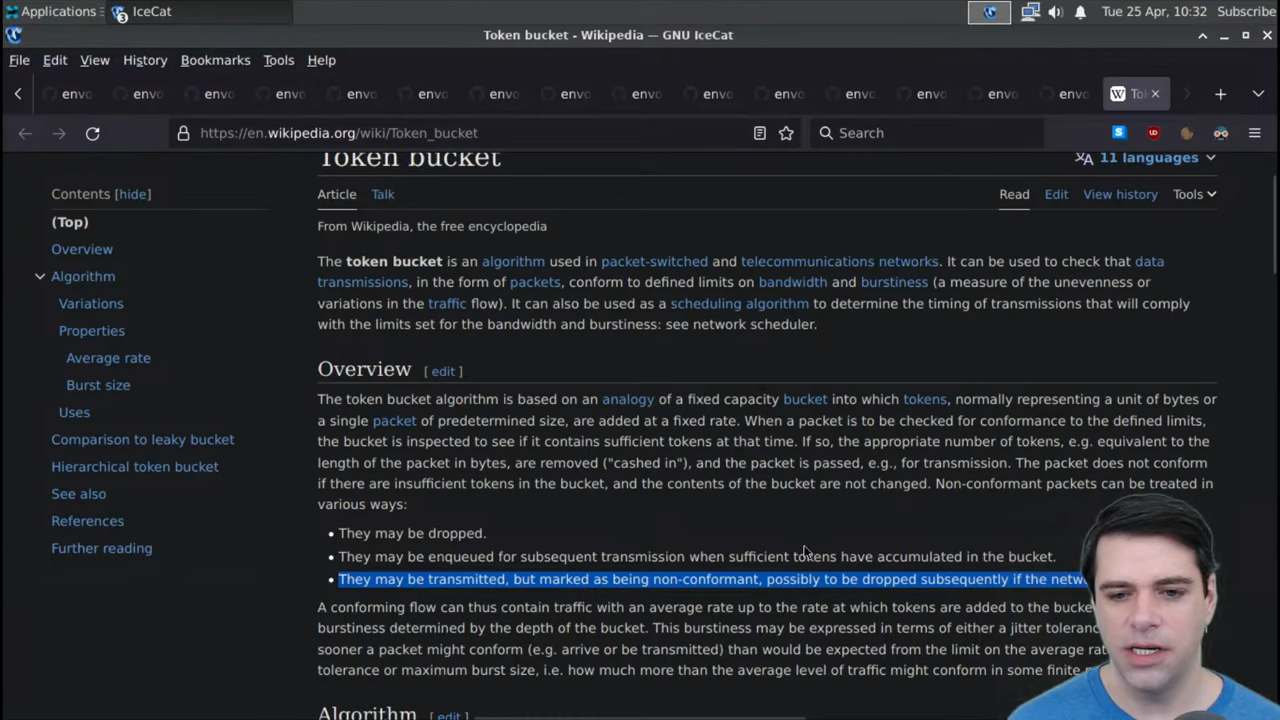 Applications
3
IceCat
Tue 25 Apr, 10:32 Subscribe
Token bucket - Wikipedia — GNU IceCat
File Edit View History Bookmarks Tools Help
envo envo envo envo envo envo envo envo envo envo envo envo envo envo envo W
https://en.wikipedia.org/wiki/Token_bucket
Search
Token bucket
11 languages
Article Talk
Read Edit View history Tools
From Wikipedia, the free encyclopedia
Contents [hide]
(Top)
Overview
Algorithm
Variations
Properties
Average rate
Burst size
Uses
Comparison to leaky bucket
Hierarchical token bucket
See also
References
Further reading
The token bucket is an algorithm used in packet-switched and telecommunications networks. It can be used to check that data
transmissions, in the form of packets, conform to defined limits on bandwidth and burstiness (a measure of the unevenness or
variations in the traffic flow). It can also be used as a scheduling algorithm to determine the timing of transmissions that will comply
with the limits set for the bandwidth and burstiness: see network scheduler.
Overview [ edit ]
The token bucket algorithm is based on an analogy of a fixed capacity bucket into which tokens, normally representing a unit of bytes or
a single packet of predetermined size, are added at a fixed rate. When a packet is to be checked for conformance to the defined limits,
the bucket is inspected to see if it contains sufficient tokens at that time. If so, the appropriate number of tokens, e.g. equivalent to the
length of the packet in bytes, are removed ("cashed in"), and the packet is passed, e.g., for transmission. The packet does not conform
if there are insufficient tokens in the bucket, and the contents of the bucket are not changed. Non-conformant packets can be treated in
various ways:
• They may be dropped.
• They may be enqueued for subsequent transmission when sufficient tokens have accumulated in the bucket.
• They may be transmitted, but marked as being non-conformant, possibly to be dropped subsequently if the netw
A conforming flow can thus contain traffic with an average rate up to the rate at which tokens are added to the bucke
burstiness determined by the depth of the bucket. This burstiness may be expressed in terms of either a jitter toleran
sooner a packet might conform (e.g. arrive or be transmitted) than would be expected from the limit on the average ra
tolerance or maximum burst size, i.e. how much more than the average level of traffic might conform in some finite
Algorithm [ edit ]